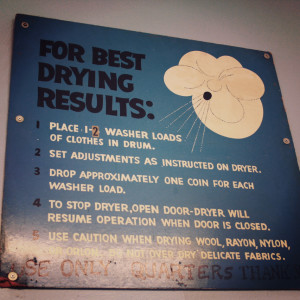 FOR BEST
DRYING
RESULTS:
1 PLACE 1-2 WASHER LOADS
OF CLOTHES IN DRUM.
2 SET ADJUSTMENTS AS INSTRUCTED ON DRYER.
3 DROP APPROXIMATELY ONE COIN FOR EACH
WASHER LOAD.
4 TO STOP DRYER, OPEN DOOR-DRYER WILL
RESUME OPERATION WHEN DOOR IS CLOSED.
5 USE CAUTION WHEN DRYING WOOL, RAYON, NYLON,
NOT OVER DRY DELICATE FABRICS.
SE ONLY QUARTERS THANK